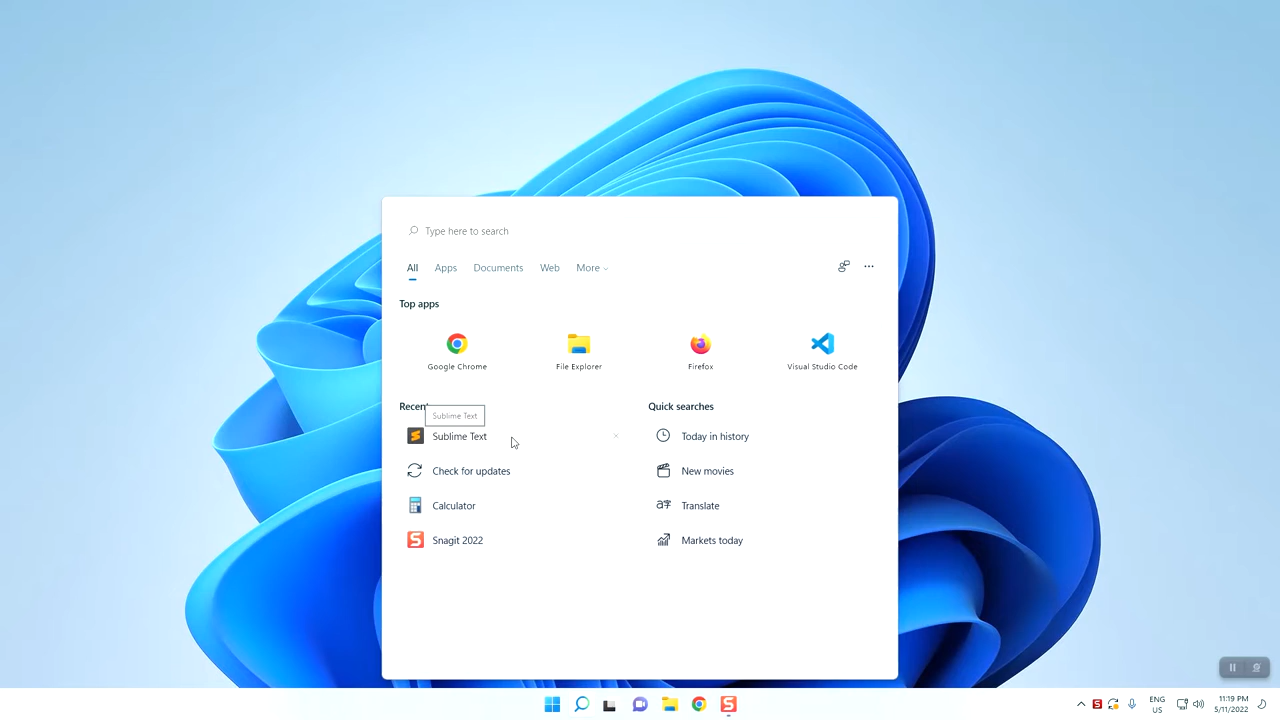 Type here to search
All Apps Documents Web More
Top apps
Google Chrome File Explorer Firefox Visual Studio Code
Recent
Sublime Text
Sublime Text
Check for updates
Calculator
Snagit 2022
Quick searches
Today in history
New movies
Translate
Markets today
ENG
US
11:19 PM
5/11/2022